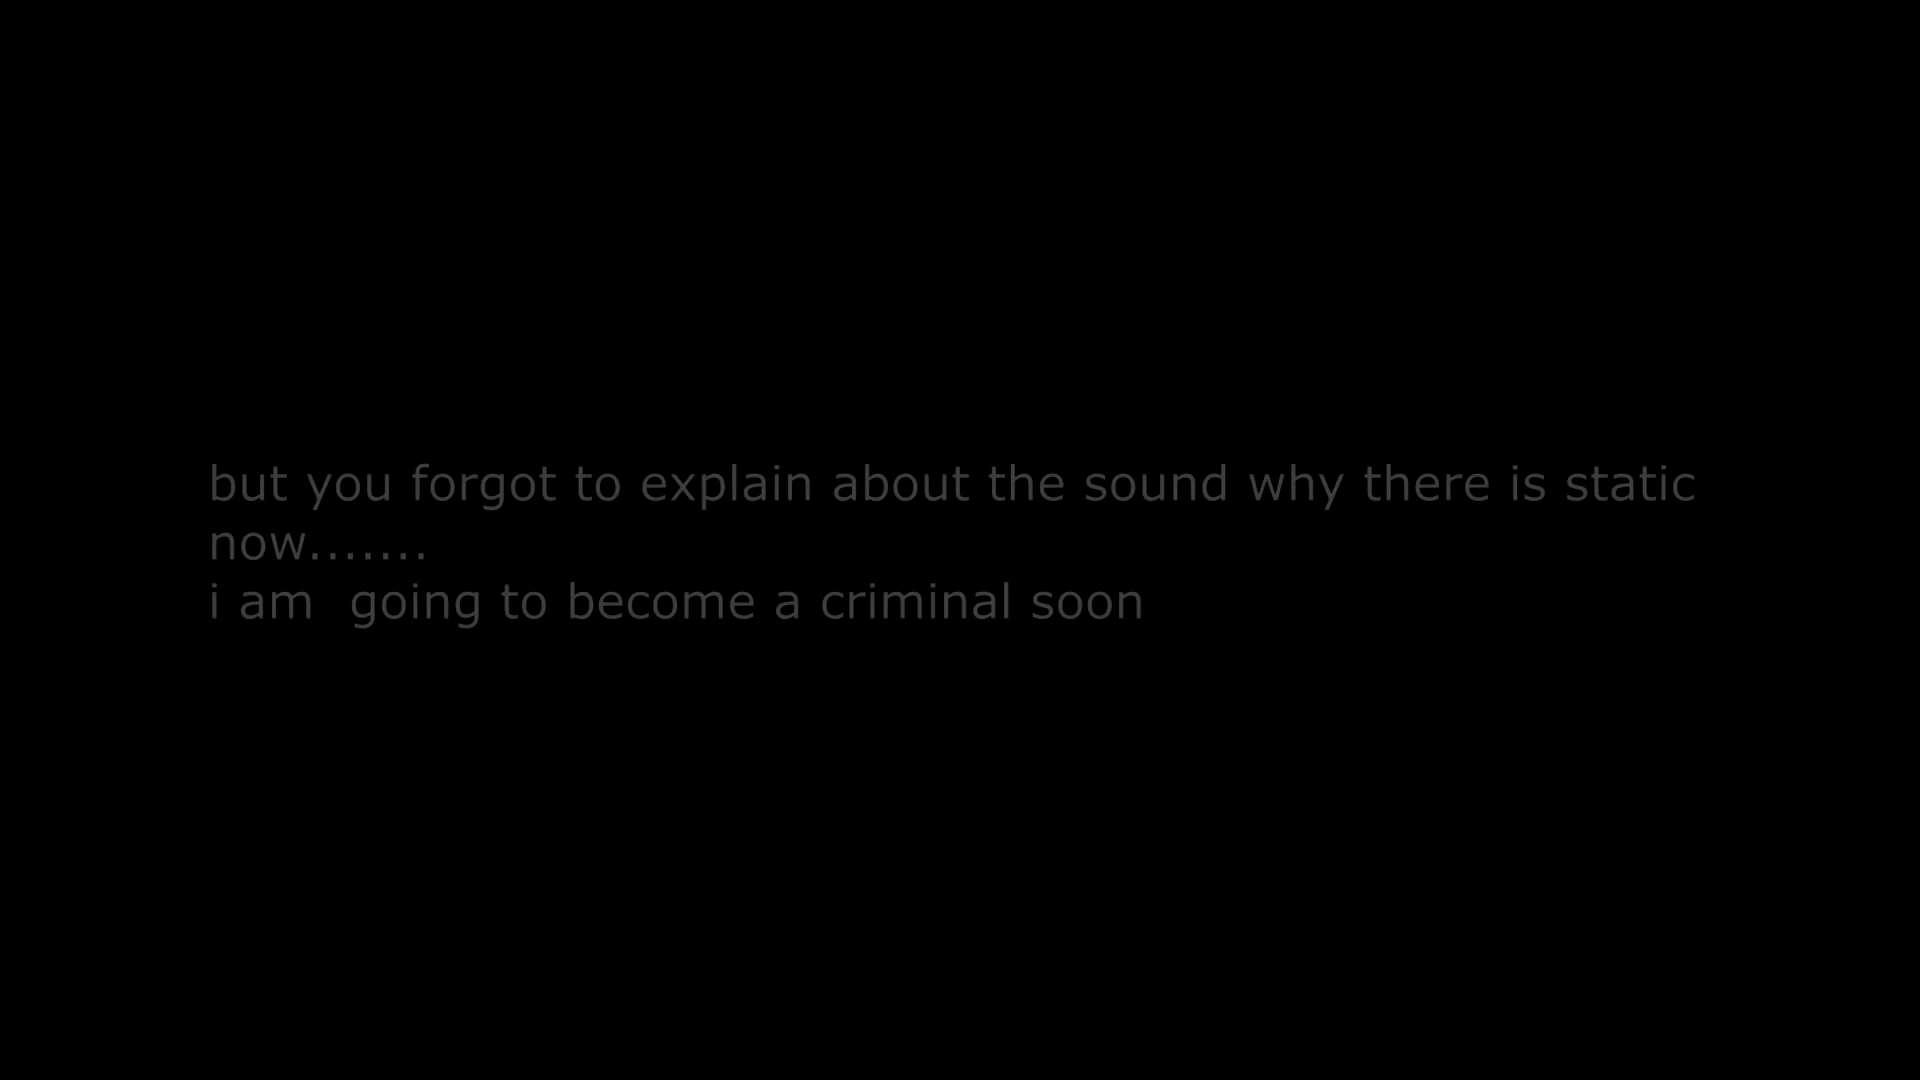 but you forgot to explain about the sound why there is static
now.......
i am  going to become a criminal soon